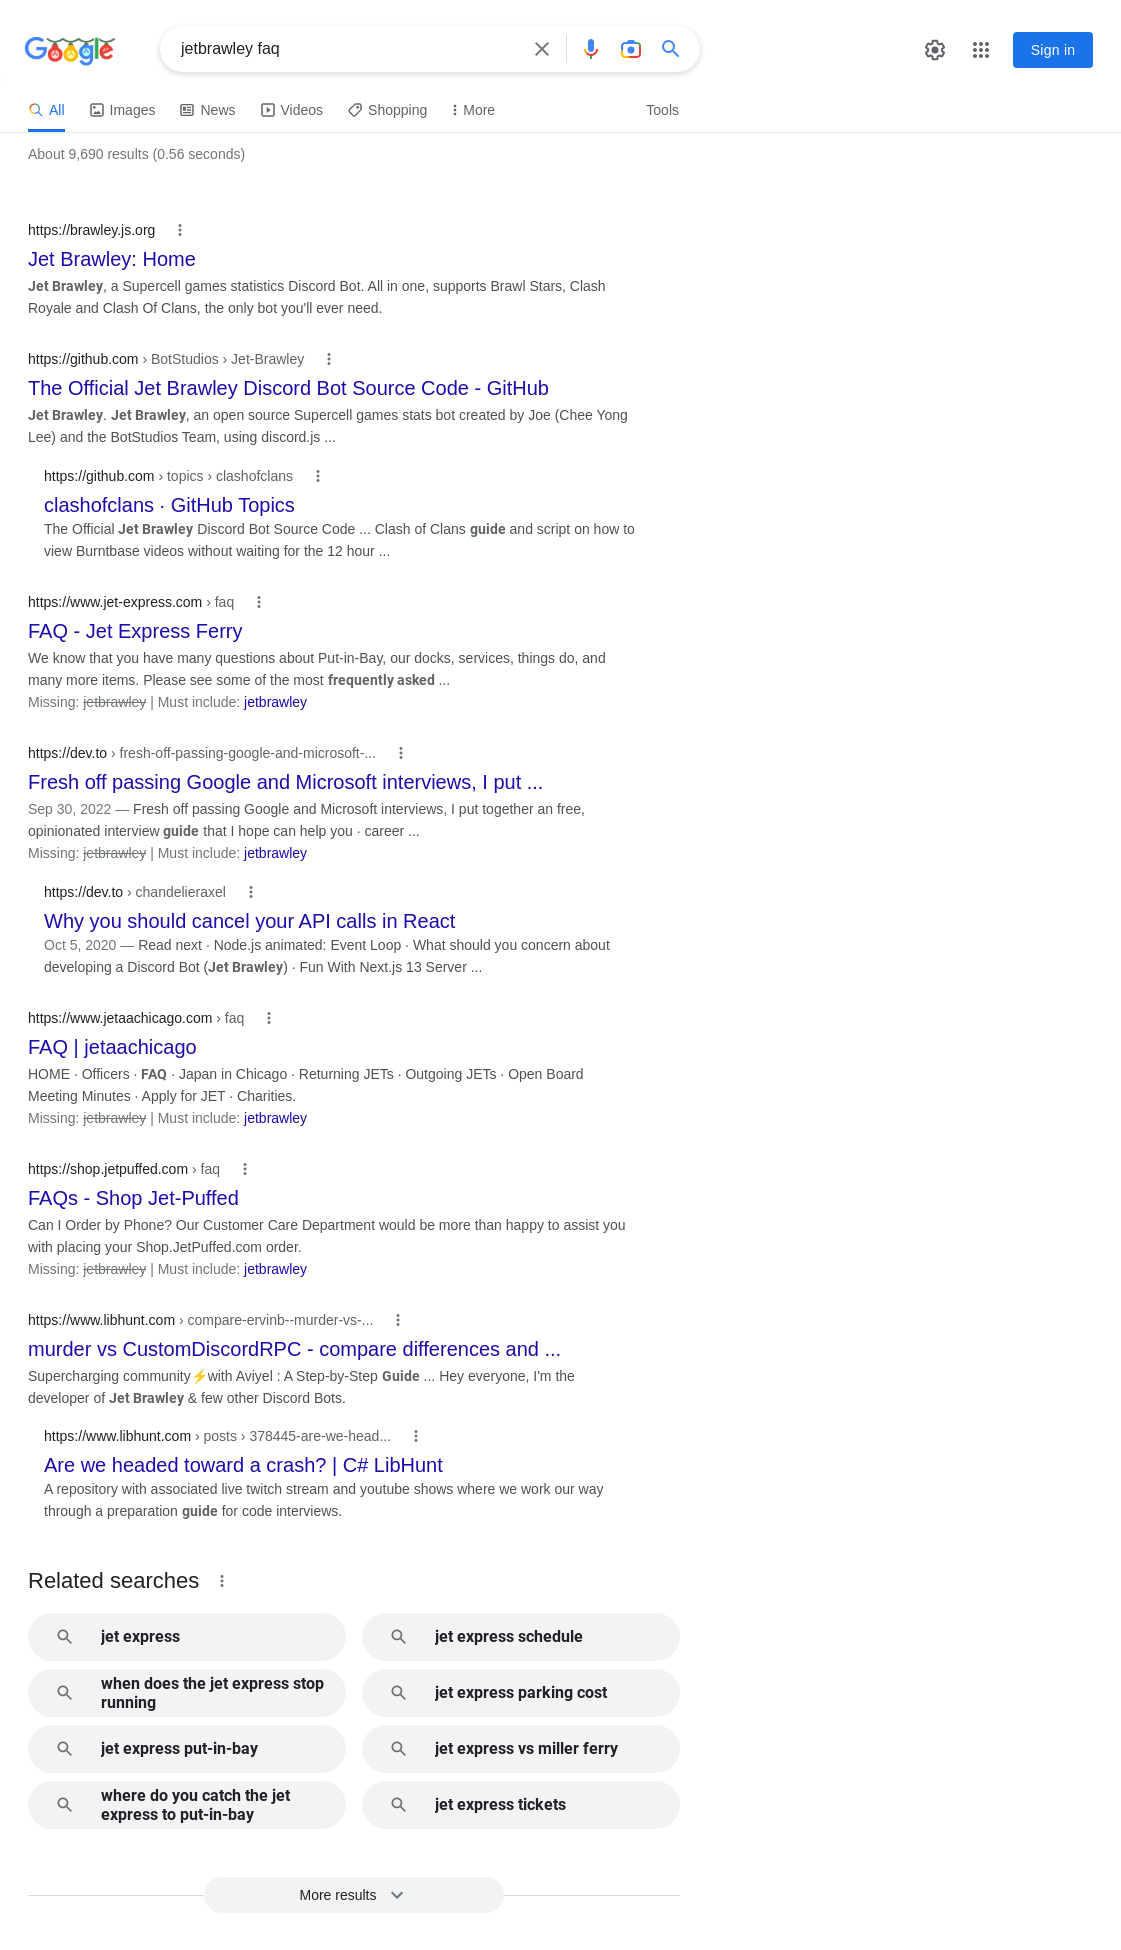 Google
jetbrawley faq
Sign in
All
Images
News
Videos
Shopping
More
Tools
About 9,690 results (0.56 seconds)
https://brawley.js.org
Jet Brawley: Home
Jet Brawley, a Supercell games statistics Discord Bot. All in one, supports Brawl Stars, Clash
Royale and Clash Of Clans, the only bot you'll ever need.
https://github.com › BotStudios › Jet-Brawley
The Official Jet Brawley Discord Bot Source Code - GitHub
Jet Brawley. Jet Brawley, an open source Supercell games stats bot created by Joe (Chee Yong
Lee) and the BotStudios Team, using discord.js ...
https://github.com › topics › clashofclans
clashofclans · GitHub Topics
The Official Jet Brawley Discord Bot Source Code ... Clash of Clans guide and script on how to
view Burntbase videos without waiting for the 12 hour ...
https://www.jet-express.com › faq
FAQ - Jet Express Ferry
We know that you have many questions about Put-in-Bay, our docks, services, things do, and
many more items. Please see some of the most frequently asked ...
Missing: jetbrawley | Must include: jetbrawley
https://dev.to › fresh-off-passing-google-and-microsoft-...
Fresh off passing Google and Microsoft interviews, I put ...
Sep 30, 2022 — Fresh off passing Google and Microsoft interviews, I put together an free,
opinionated interview guide that I hope can help you · career ...
Missing: jetbrawley | Must include: jetbrawley
https://dev.to › chandelieraxel
Why you should cancel your API calls in React
Oct 5, 2020 — Read next · Node.js animated: Event Loop · What should you concern about
developing a Discord Bot (Jet Brawley) · Fun With Next.js 13 Server ...
https://www.jetaachicago.com › faq
FAQ | jetaachicago
HOME · Officers · FAQ · Japan in Chicago · Returning JETs · Outgoing JETs · Open Board
Meeting Minutes · Apply for JET · Charities.
Missing: jetbrawley | Must include: jetbrawley
https://shop.jetpuffed.com › faq
FAQs - Shop Jet-Puffed
Can I Order by Phone? Our Customer Care Department would be more than happy to assist you
with placing your Shop.JetPuffed.com order.
Missing: jetbrawley | Must include: jetbrawley
https://www.libhunt.com › compare-ervinb--murder-vs-...
murder vs CustomDiscordRPC - compare differences and ...
Supercharging community⚡with Aviyel : A Step-by-Step Guide ... Hey everyone, I'm the
developer of Jet Brawley & few other Discord Bots.
https://www.libhunt.com › posts › 378445-are-we-head...
Are we headed toward a crash? | C# LibHunt
A repository with associated live twitch stream and youtube shows where we work our way
through a preparation guide for code interviews.
Related searches
jet express
jet express schedule
when does the jet express stop
running
jet express parking cost
jet express put-in-bay
jet express vs miller ferry
where do you catch the jet
express to put-in-bay
jet express tickets
More results